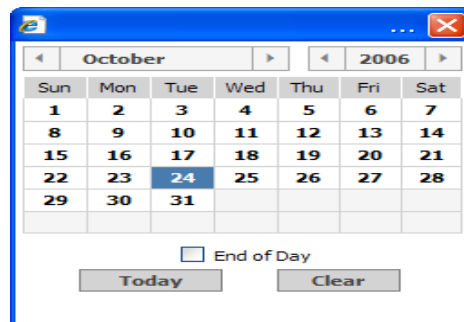 ...
October 2006
Sun Mon Tue Wed Thu Fri Sat
1 2 3 4 5 6 7
8 9 10 11 12 13 14
15 16 17 18 19 20 21
22 23 24 25 26 27 28
29 30 31
End of Day
Today Clear